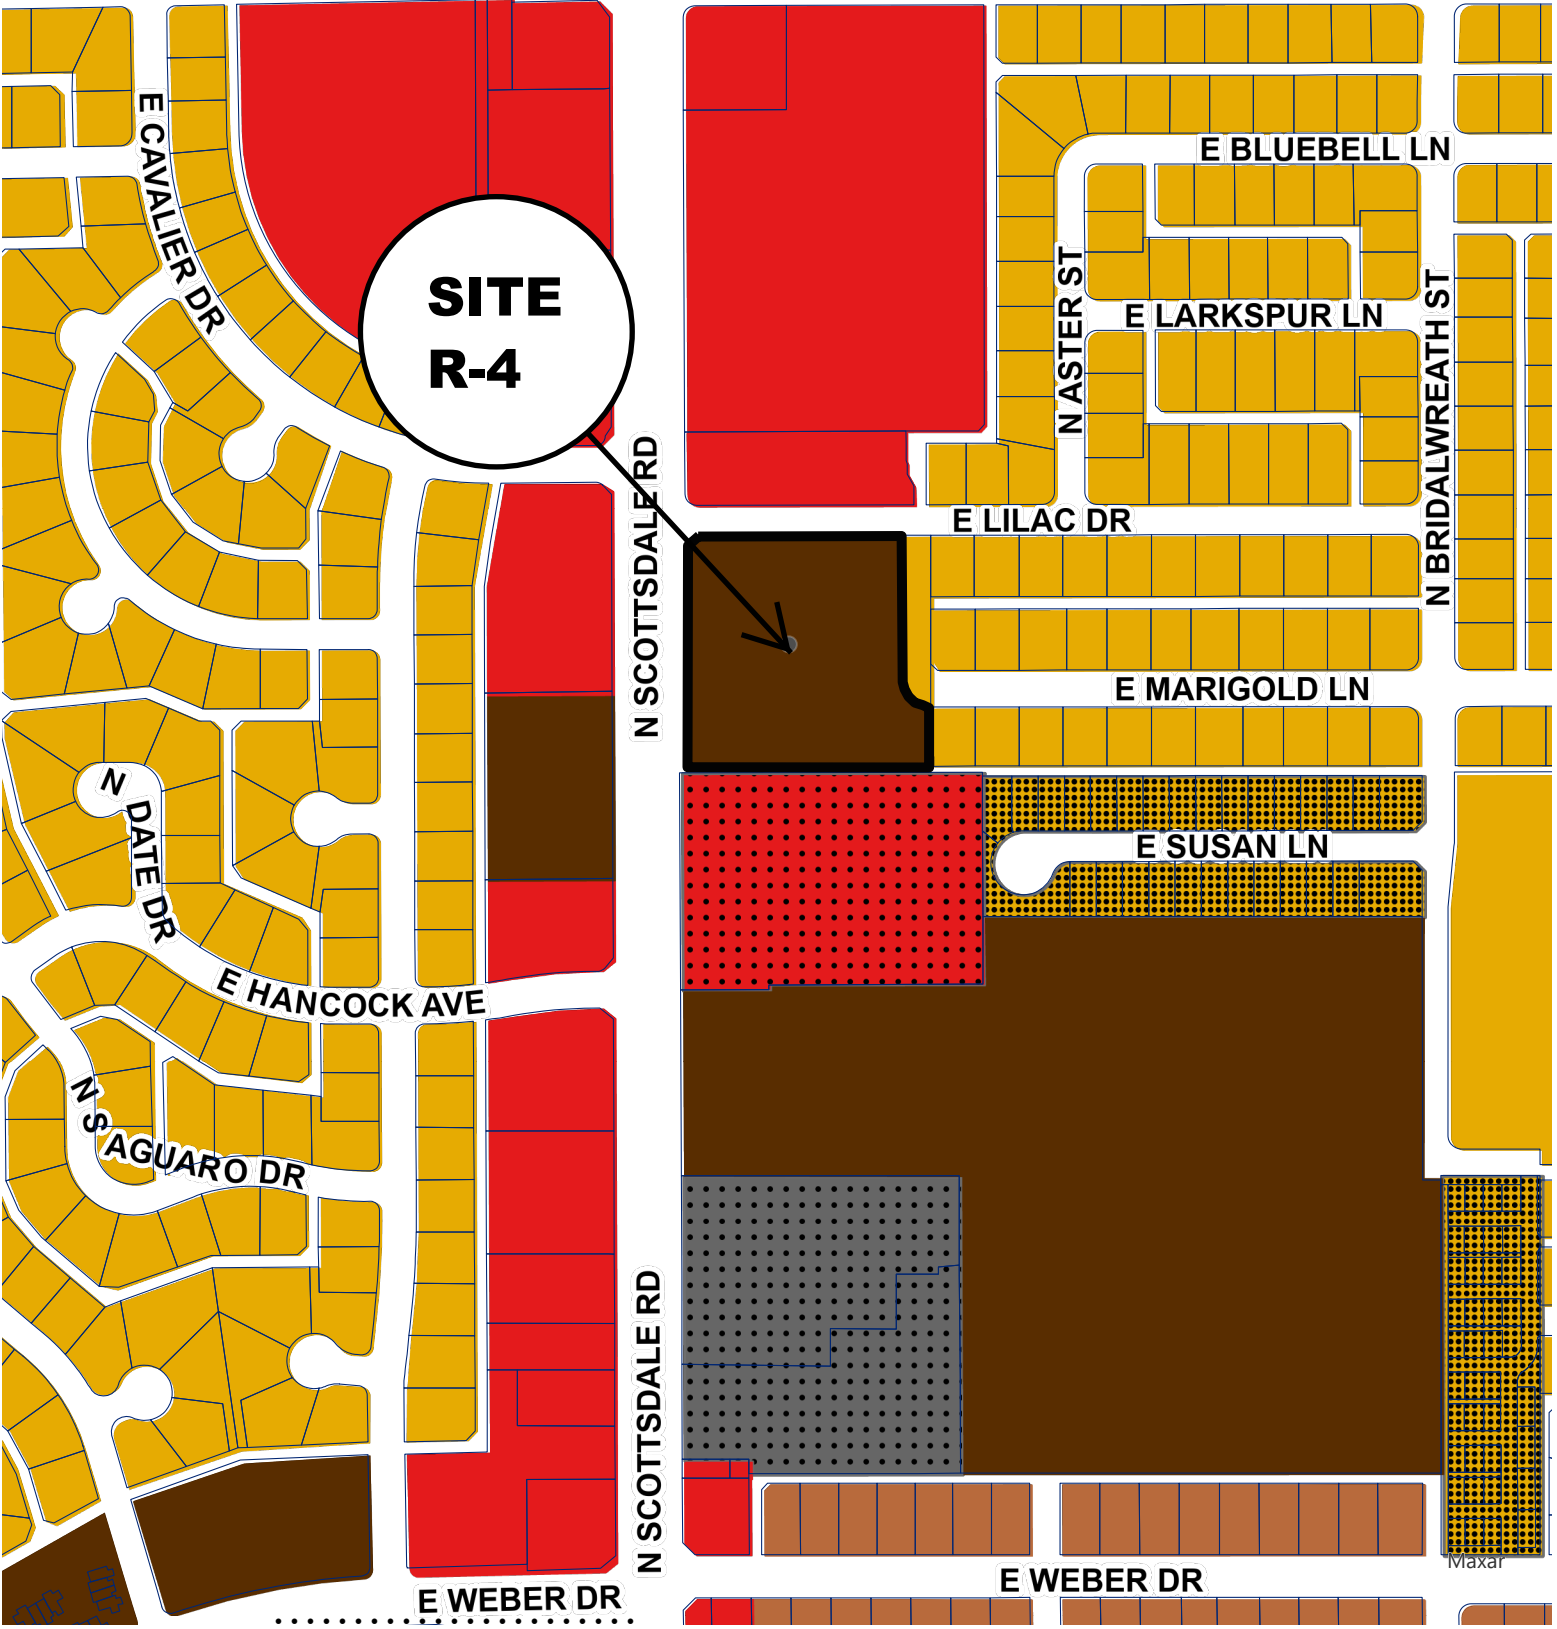 E CAVALIER DR
E BLUEBELL LN
SITE
R-4
N ASTER ST
E LARKSPUR LN
N BRIDALWREATH ST
N SCOTTSDALE RD
E LILAC DR
E MARIGOLD LN
N DATE DR
E SUSAN LN
E HANCOCK AVE
N SAGUARO DR
N SCOTTSDALE RD
Maxar
E WEBER DR
E WEBER DR